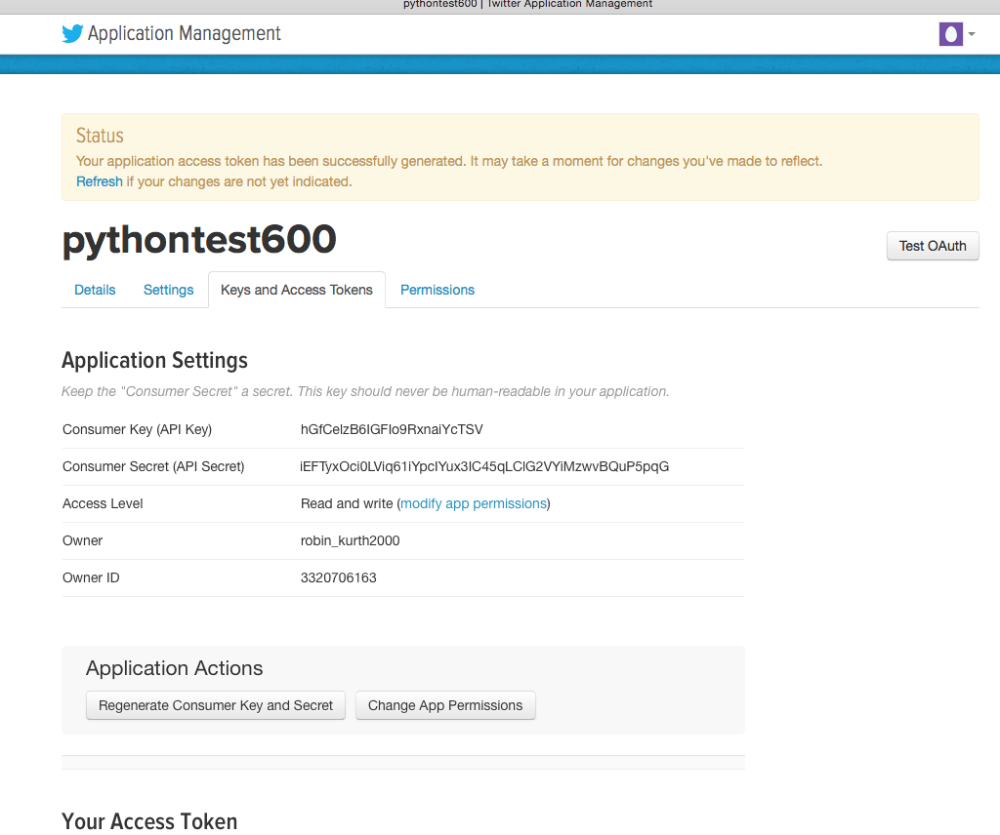 pythontest600 | Twitter Application Management
Application Management
Status
Your application access token has been successfully generated. It may take a moment for changes you've made to reflect.
Refresh if your changes are not yet indicated.
pythontest600
Test OAuth
Details Settings Keys and Access Tokens Permissions
Application Settings
Keep the "Consumer Secret" a secret. This key should never be human-readable in your application.
Consumer Key (API Key)
Consumer Secret (API Secret)
Access Level Read and write (modify app permissions)
Owner robin_kurth2000
Owner ID 3320706163
Application Actions
Regenerate Consumer Key and Secret Change App Permissions
Your Access Token